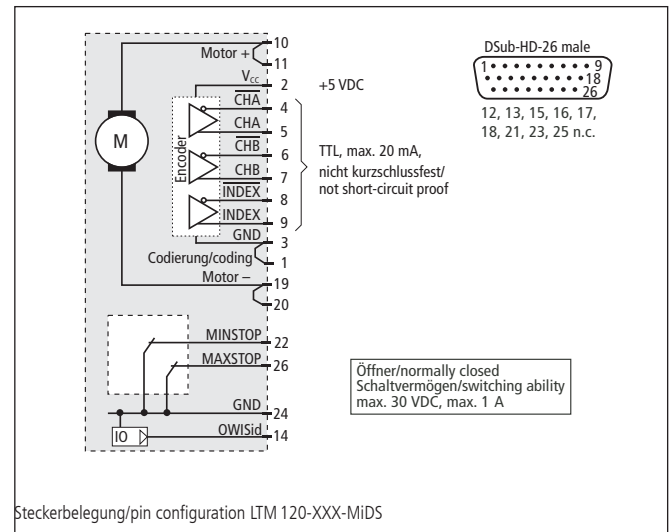 Motor + 10
11
V_CC 2 +5 VDC
CHA 4
CHA 5
CHB 6
CHB 7
INDEX 8
INDEX 9
GND 3
Codierung/coding 1
Motor – 19
20
MINSTOP 22
MAXSTOP 26
GND 24
OWISid 14
M
Encoder
IO
TTL, max. 20 mA,
nicht kurzschlussfest/
not short-circuit proof
DSub-HD-26 male
1 9
18
26
12, 13, 15, 16, 17,
18, 21, 23, 25 n.c.
Öffner/normally closed
Schaltvermögen/switching ability
max. 30 VDC, max. 1 A
Steckerbelegung/pin configuration LTM 120-XXX-MiDS